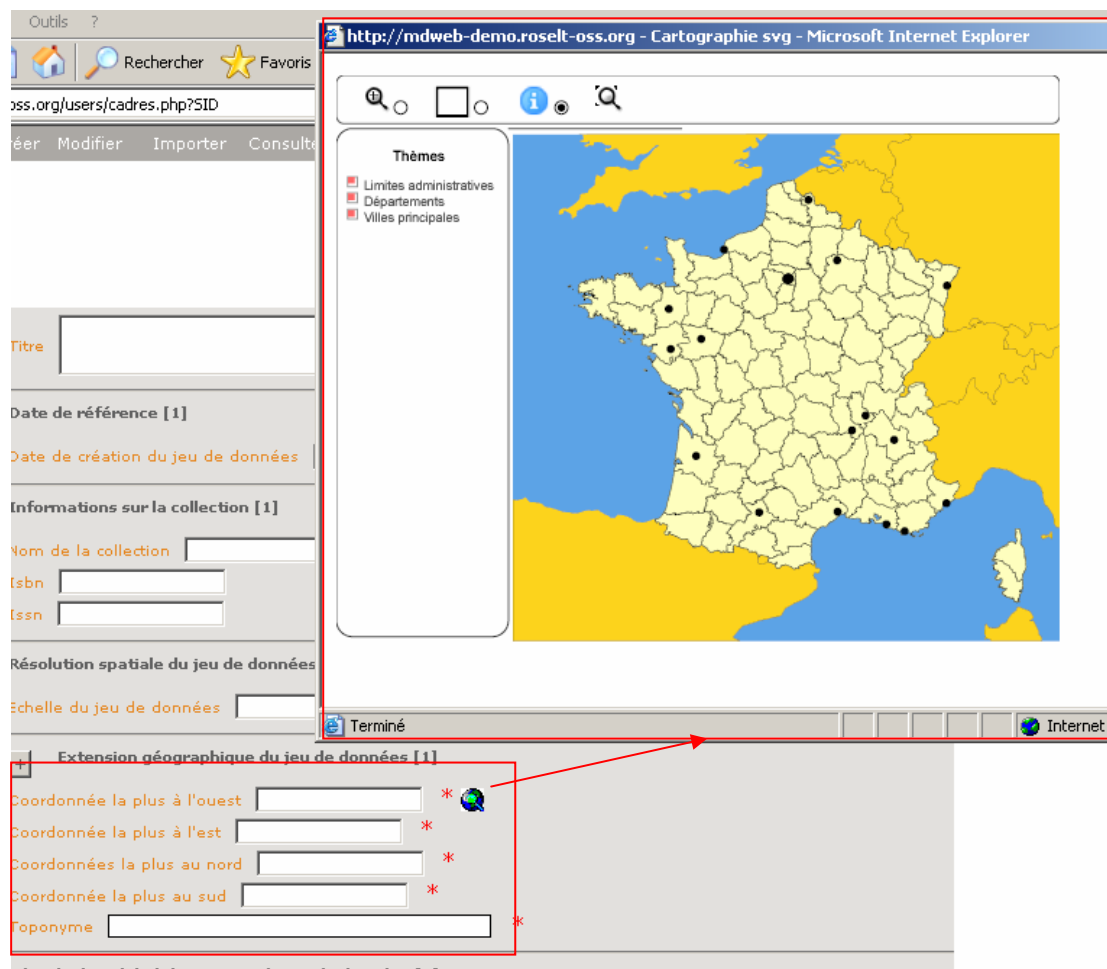 Outils ?
Rechercher Favoris
oss.org/users/cadres.php?SID
Modifier Importer
Titre
Date de référence [1]
Date de création du jeu de données
Informations sur la collection [1]
Nom de la collection
Isbn
Issn
Résolution spatiale du jeu de données
Echelle du jeu de données
+ Extension géographique du jeu de données [1]
Coordonnée la plus à l'ouest *
Coordonnée la plus à l'est *
Coordonnées la plus au nord *
Coordonnée la plus au sud *
Toponyme *
http://mdweb-demo.roselt-oss.org - Cartographie svg - Microsoft Internet Explorer
Thèmes
Limites administratives
Départements
Villes principales
Terminé Internet